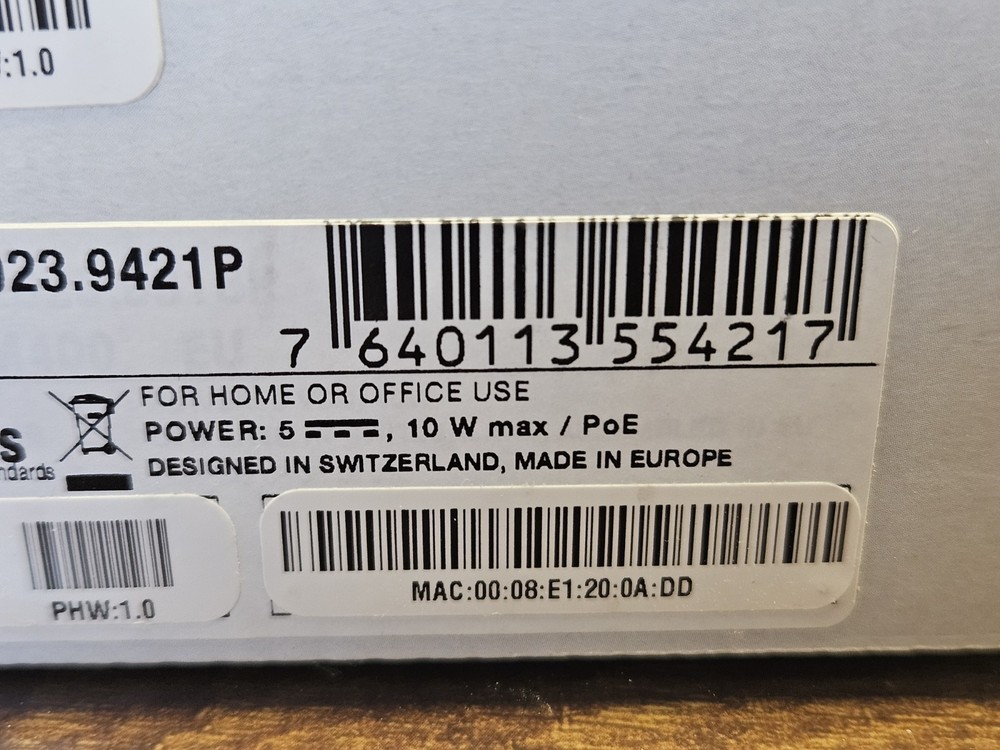 :1.0
023.9421P
7 640113 554217
FOR HOME OR OFFICE USE
POWER: 5 ⎓, 10 W max / PoE
DESIGNED IN SWITZERLAND, MADE IN EUROPE
PHW:1.0
MAC:00:08:E1:20:0A:DD